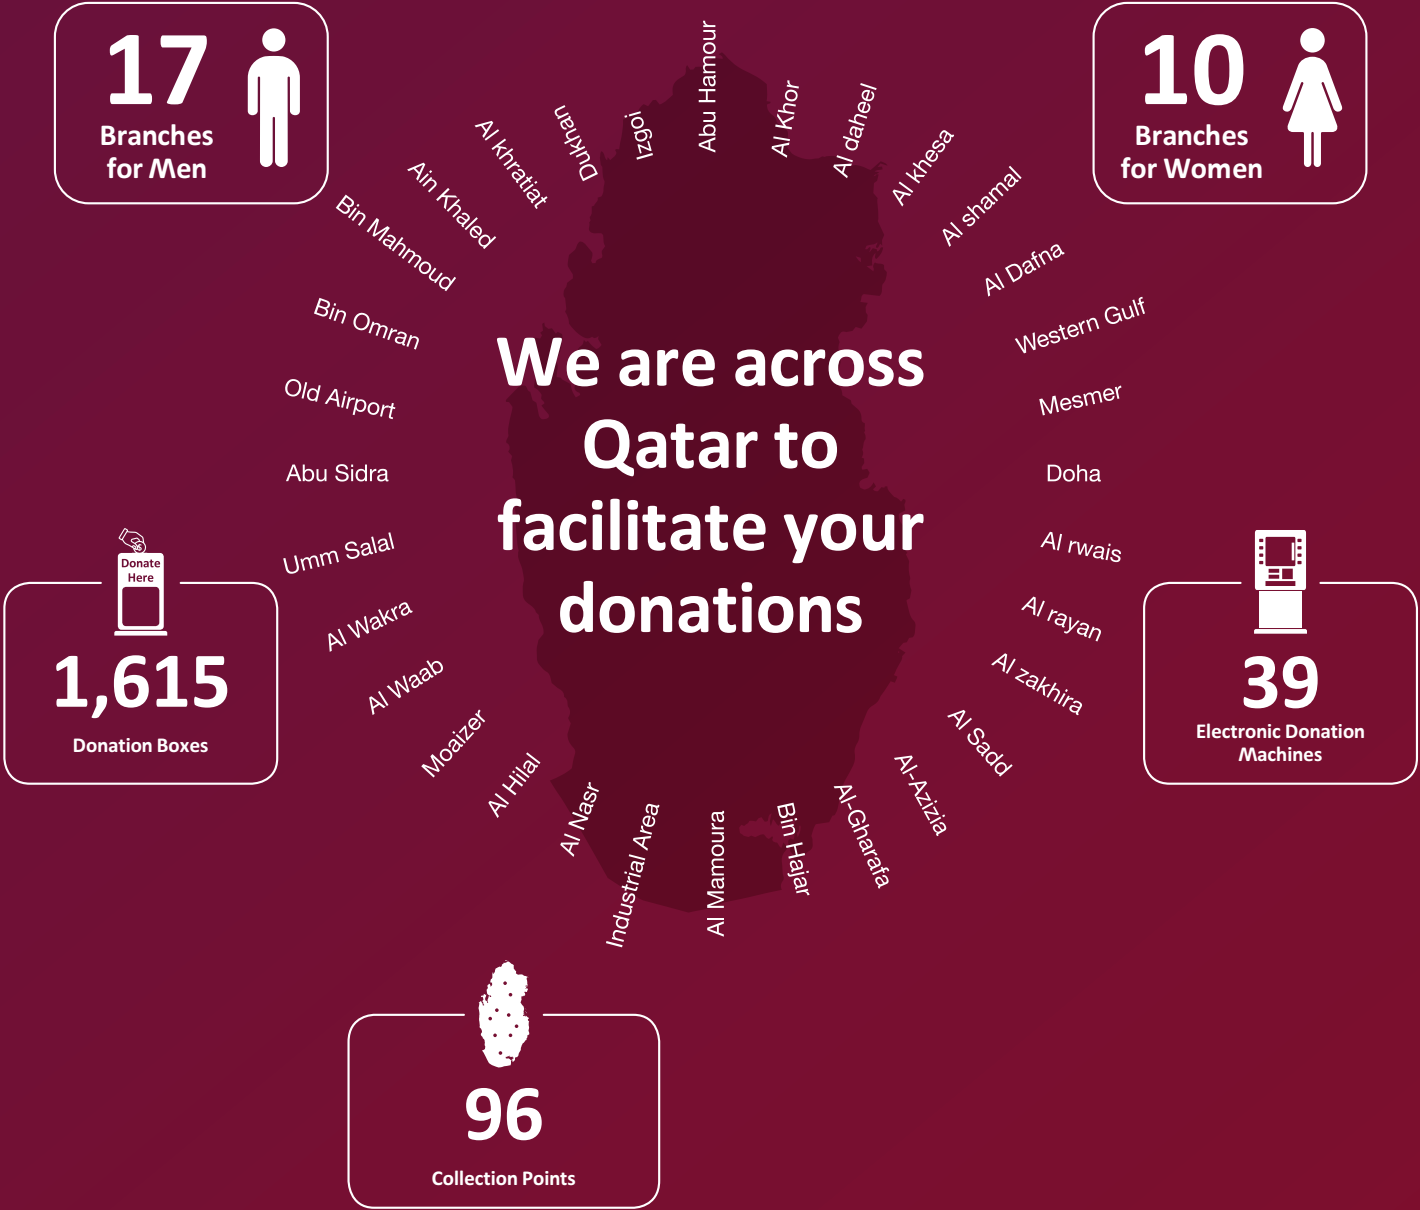 17
Branches
for Men
10
Branches
for Women
Abu Hamour
Al Khor
Al daheel
Al khesa
Al shamal
Al Dafna
Western Gulf
Mesmer
Doha
Al rwais
Al rayan
Al zakhira
Al Sadd
Al-Azizia
Al-Gharafa
Bin Hajar
Al Mamoura
Industrial Area
Al Nasr
Al Hilal
Moaizer
Al Waab
Al Wakra
Umm Salal
Abu Sidra
Old Airport
Bin Omran
Bin Mahmoud
Ain Khaled
Al khratiat
Dukhan
Izgoi
We are across
Qatar to
facilitate your
donations
Donate
Here
1,615
Donation Boxes
39
Electronic Donation
Machines
96
Collection Points